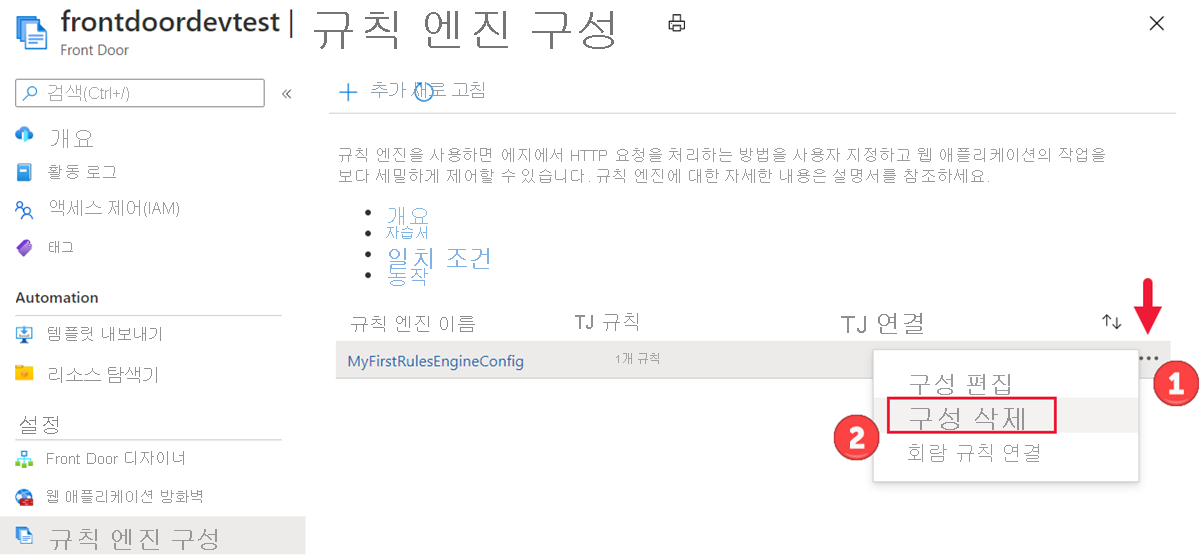 frontdoordevtest | 규칙 엔진 구성
Front Door
검색(Ctrl+/)
«
개요
활동 로그
액세스 제어(IAM)
태그
Automation
템플릿 내보내기
리소스 탐색기
설정
Front Door 디자이너
웹 애플리케이션 방화벽
규칙 엔진 구성
추가 새로 고침
규칙 엔진을 사용하면 에지에서 HTTP 요청을 처리하는 방법을 사용자 지정하고 웹 애플리케이션의 작업을
보다 세밀하게 제어할 수 있습니다. 규칙 엔진에 대한 자세한 내용은 설명서를 참조하세요.
개요
자습서
일치 조건
동작
규칙 엔진 이름 TJ 규칙 TJ 연결
MyFirstRulesEngineConfig 1개 규칙
1
구성 편집
구성 삭제
2
회람 규칙 연결